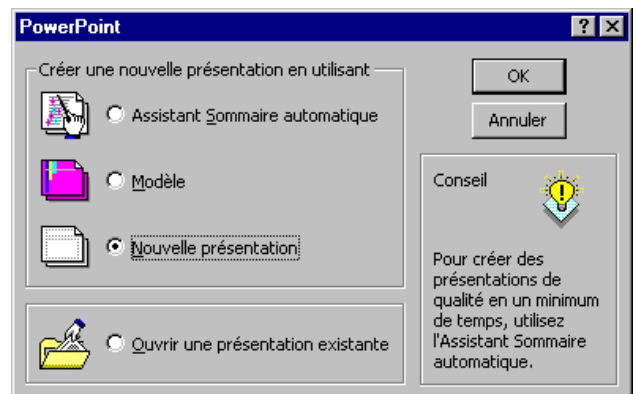 PowerPoint
Créer une nouvelle présentation en utilisant
Assistant Sommaire automatique
Modèle
Nouvelle présentation
Ouvrir une présentation existante
OK
Annuler
Conseil
Pour créer des
présentations de
qualité en un minimum
de temps, utilisez
l'Assistant Sommaire
automatique.